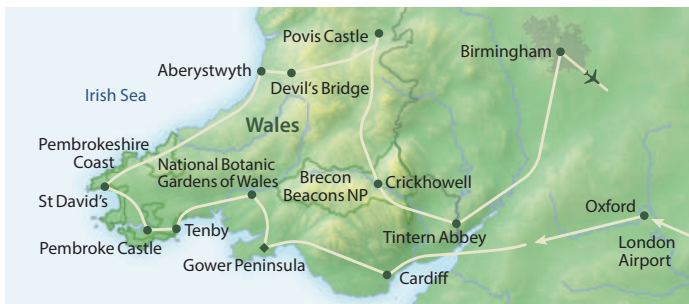 Povis Castle
Birmingham
Aberystwyth
Devil's Bridge
Irish Sea
Wales
Pembrokeshire
Coast
National Botanic
Gardens of Wales
Brecon
Beacons NP
Crickhowell
St David's
Oxford
Pembroke Castle
Tenby
Tintern Abbey
London
Airport
Gower Peninsula
Cardiff